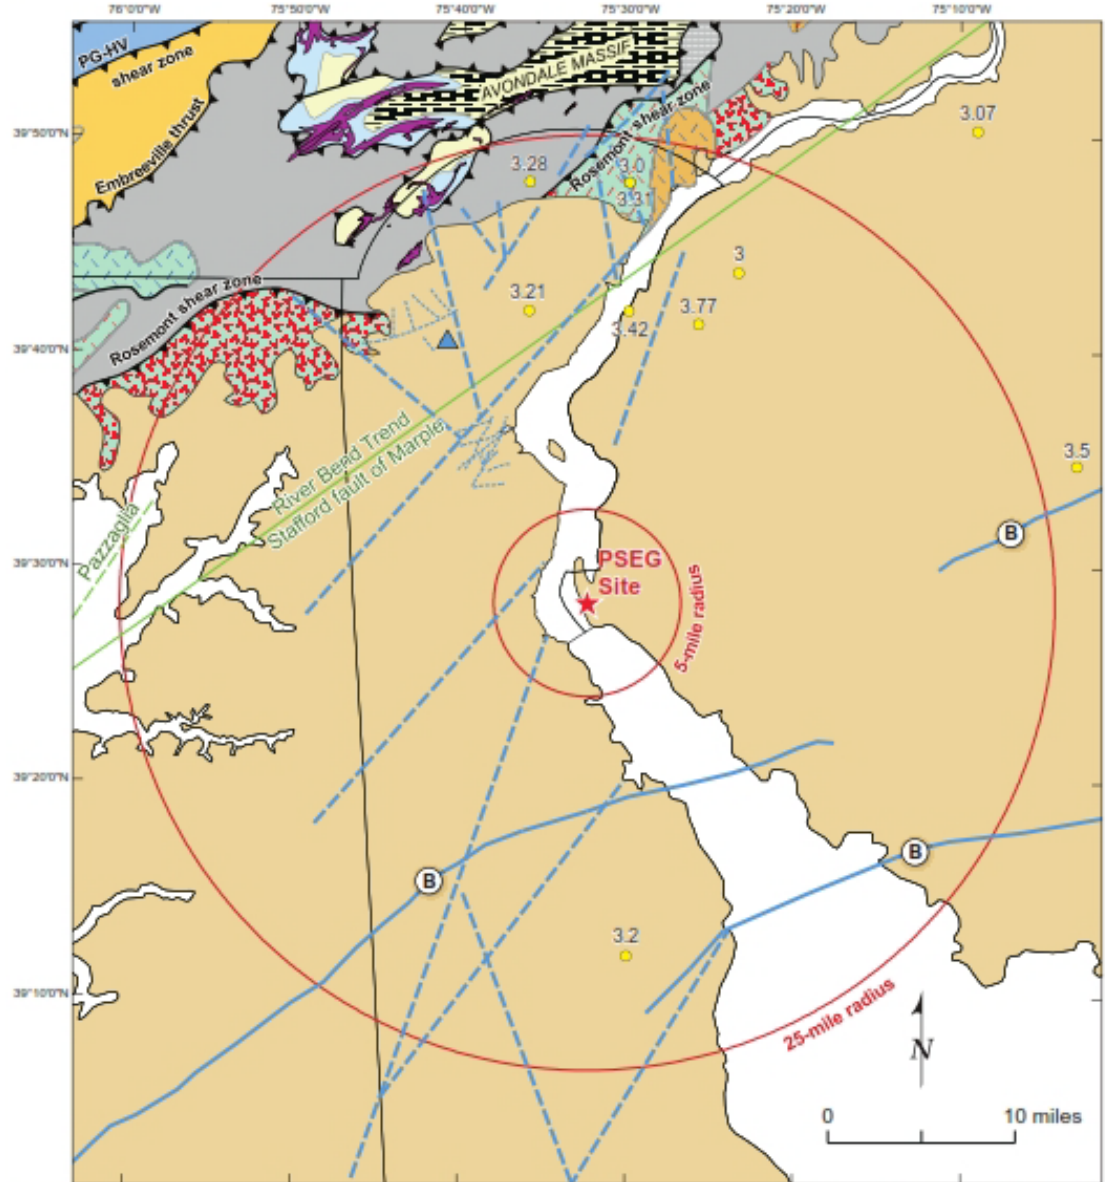 76°0'0"W
75°50'0"W
75°40'0"W
75°30'0"W
75°20'0"W
75°10'0"W
PG-HV
shear zone
Embreeville thrust
AVONDALE MASSIF
Rosemont shear zone
39°50'0"N
3.07
3.28
3.0
3.31
3
3.21
3.42
3.77
Rosemont shear zone
39°40'0"N
River Bend Trend
Stafford fault of Marple
3.5
Pazzaglia
B
39°30'0"N
PSEG
Site
5-mile radius
39°20'0"N
B
B
3.2
39°10'0"N
25-mile radius
N
0 10 miles